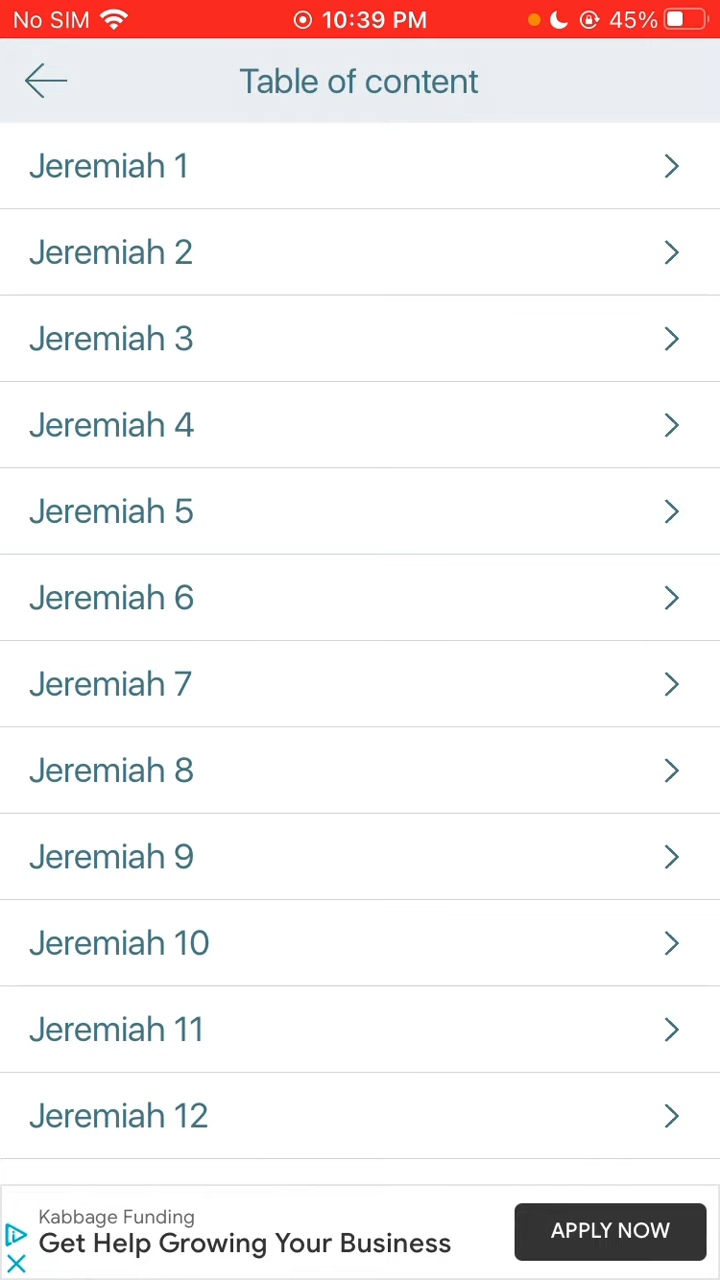 No SIM 10:39 PM 45%
Table of content
Jeremiah 1
Jeremiah 2
Jeremiah 3
Jeremiah 4
Jeremiah 5
Jeremiah 6
Jeremiah 7
Jeremiah 8
Jeremiah 9
Jeremiah 10
Jeremiah 11
Jeremiah 12
Kabbage Funding
Get Help Growing Your Business
APPLY NOW